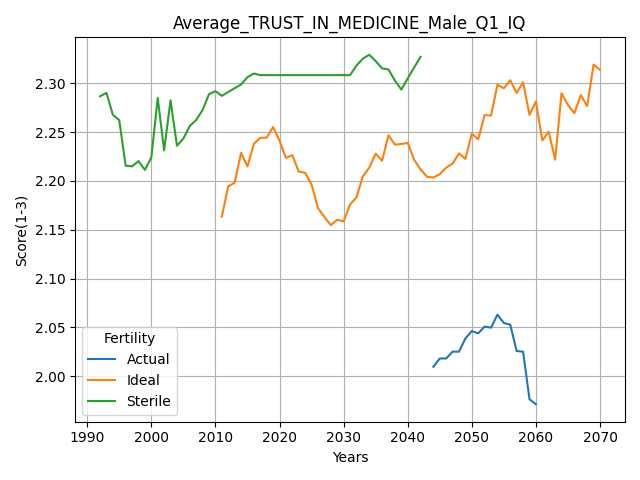 Average_TRUST_IN_MEDICINE_Male_Q1_IQ
Score(1-3)
2.30
2.25
2.20
2.15
2.10
2.05
2.00
Fertility
Actual
Ideal
Sterile
1990 2000 2010 2020 2030 2040 2050 2060 2070
Years